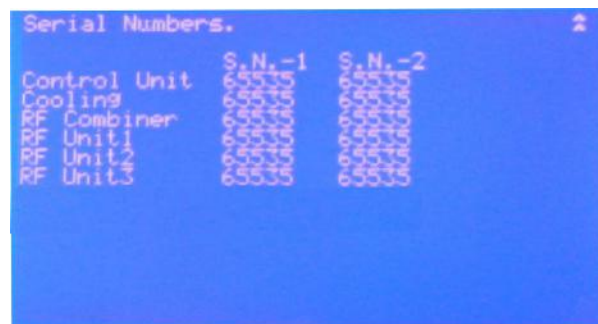 Serial Numbers.
S.N.-1 S.N.-2
Control Unit 65535 65535
Cooling 65535 65535
RF Combiner 65535 65535
RF Unit1 65535 65535
RF Unit2 65535 65535
RF Unit3 65535 65535